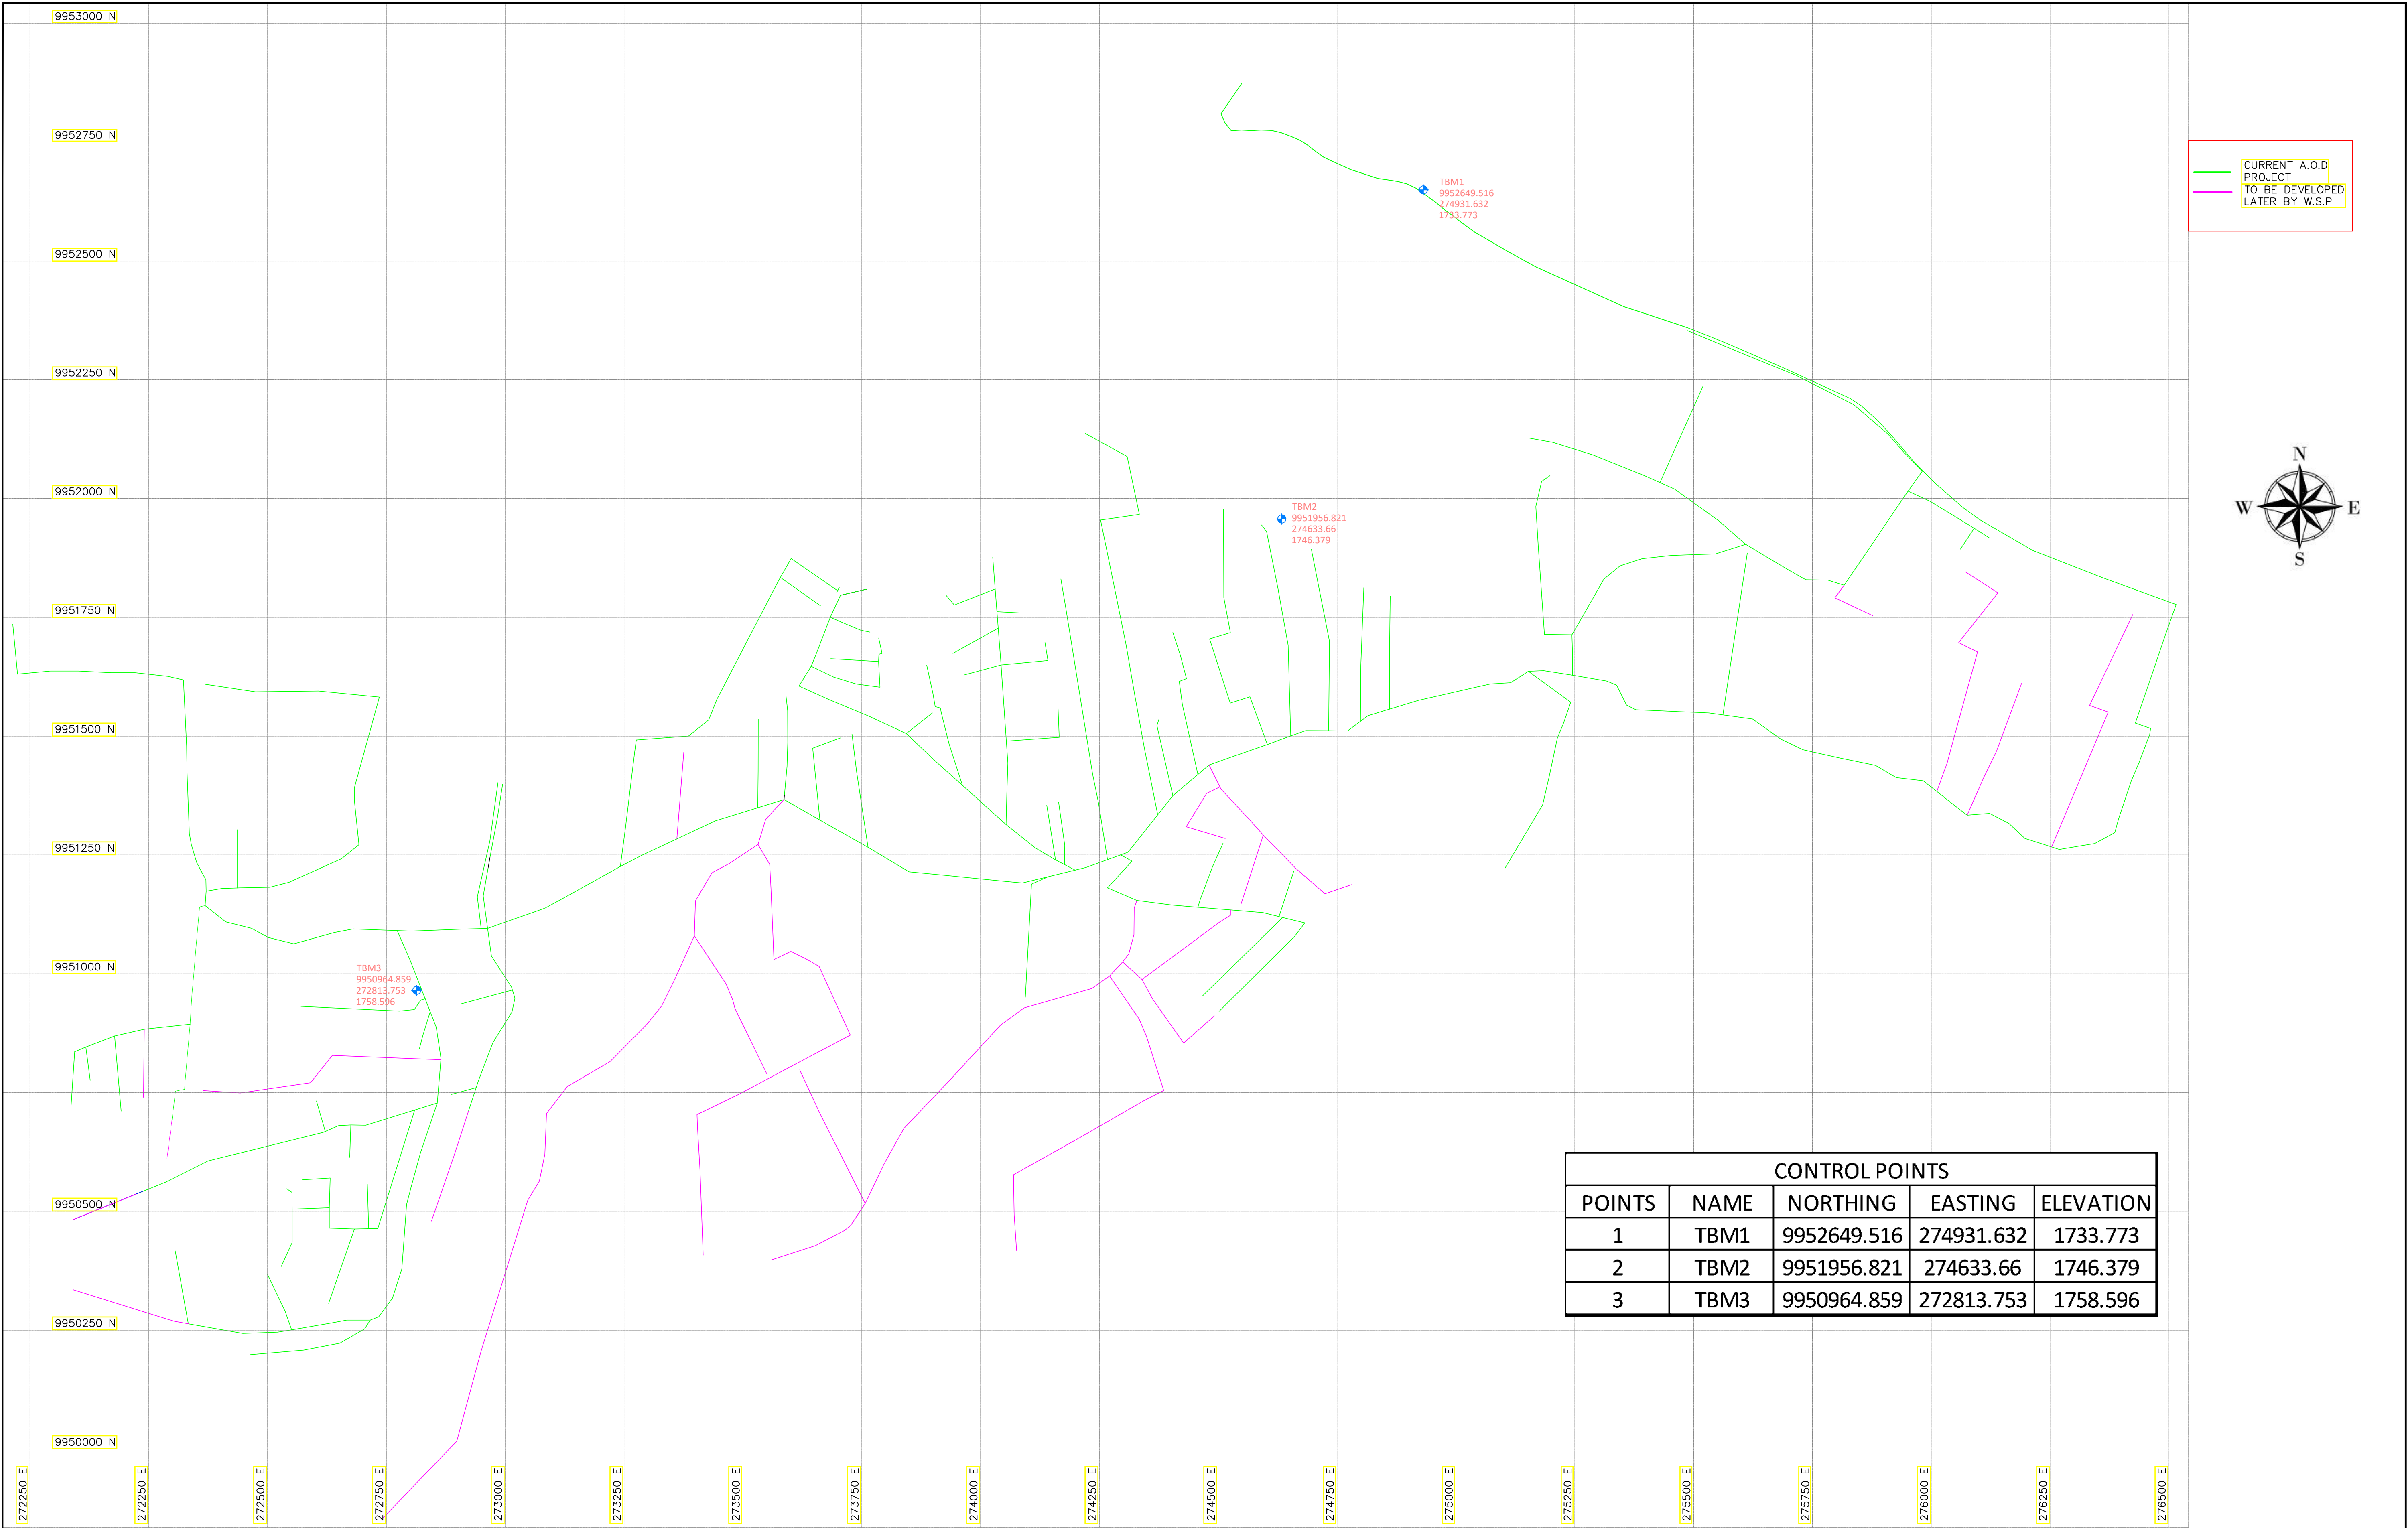 9953000 N
9952750 N
CURRENT A.O.D
PROJECT
TO BE DEVELOPED
LATER BY W.S.P
TBM1
9952649.516
274931.632
1733.773
9952500 N
9952250 N
N
W
E
S
9952000 N
TBM2
9951956.821
274633.66
1746.379
9951750 N
9951500 N
9951250 N
9951000 N
TBM3
9950964.859
272813.753
1758.596
9950500 N
9950250 N
9950000 N
CONTROL POINTS
POINTS NAME NORTHING EASTING ELEVATION
1 TBM1 9952649.516 274931.632 1733.773
2 TBM2 9951956.821 274633.66 1746.379
3 TBM3 9950964.859 272813.753 1758.596
272250 E
272250 E
272500 E
272750 E
273000 E
273250 E
273500 E
273750 E
274000 E
274250 E
274500 E
274750 E
275000 E
275250 E
275500 E
275750 E
276000 E
276250 E
276500 E